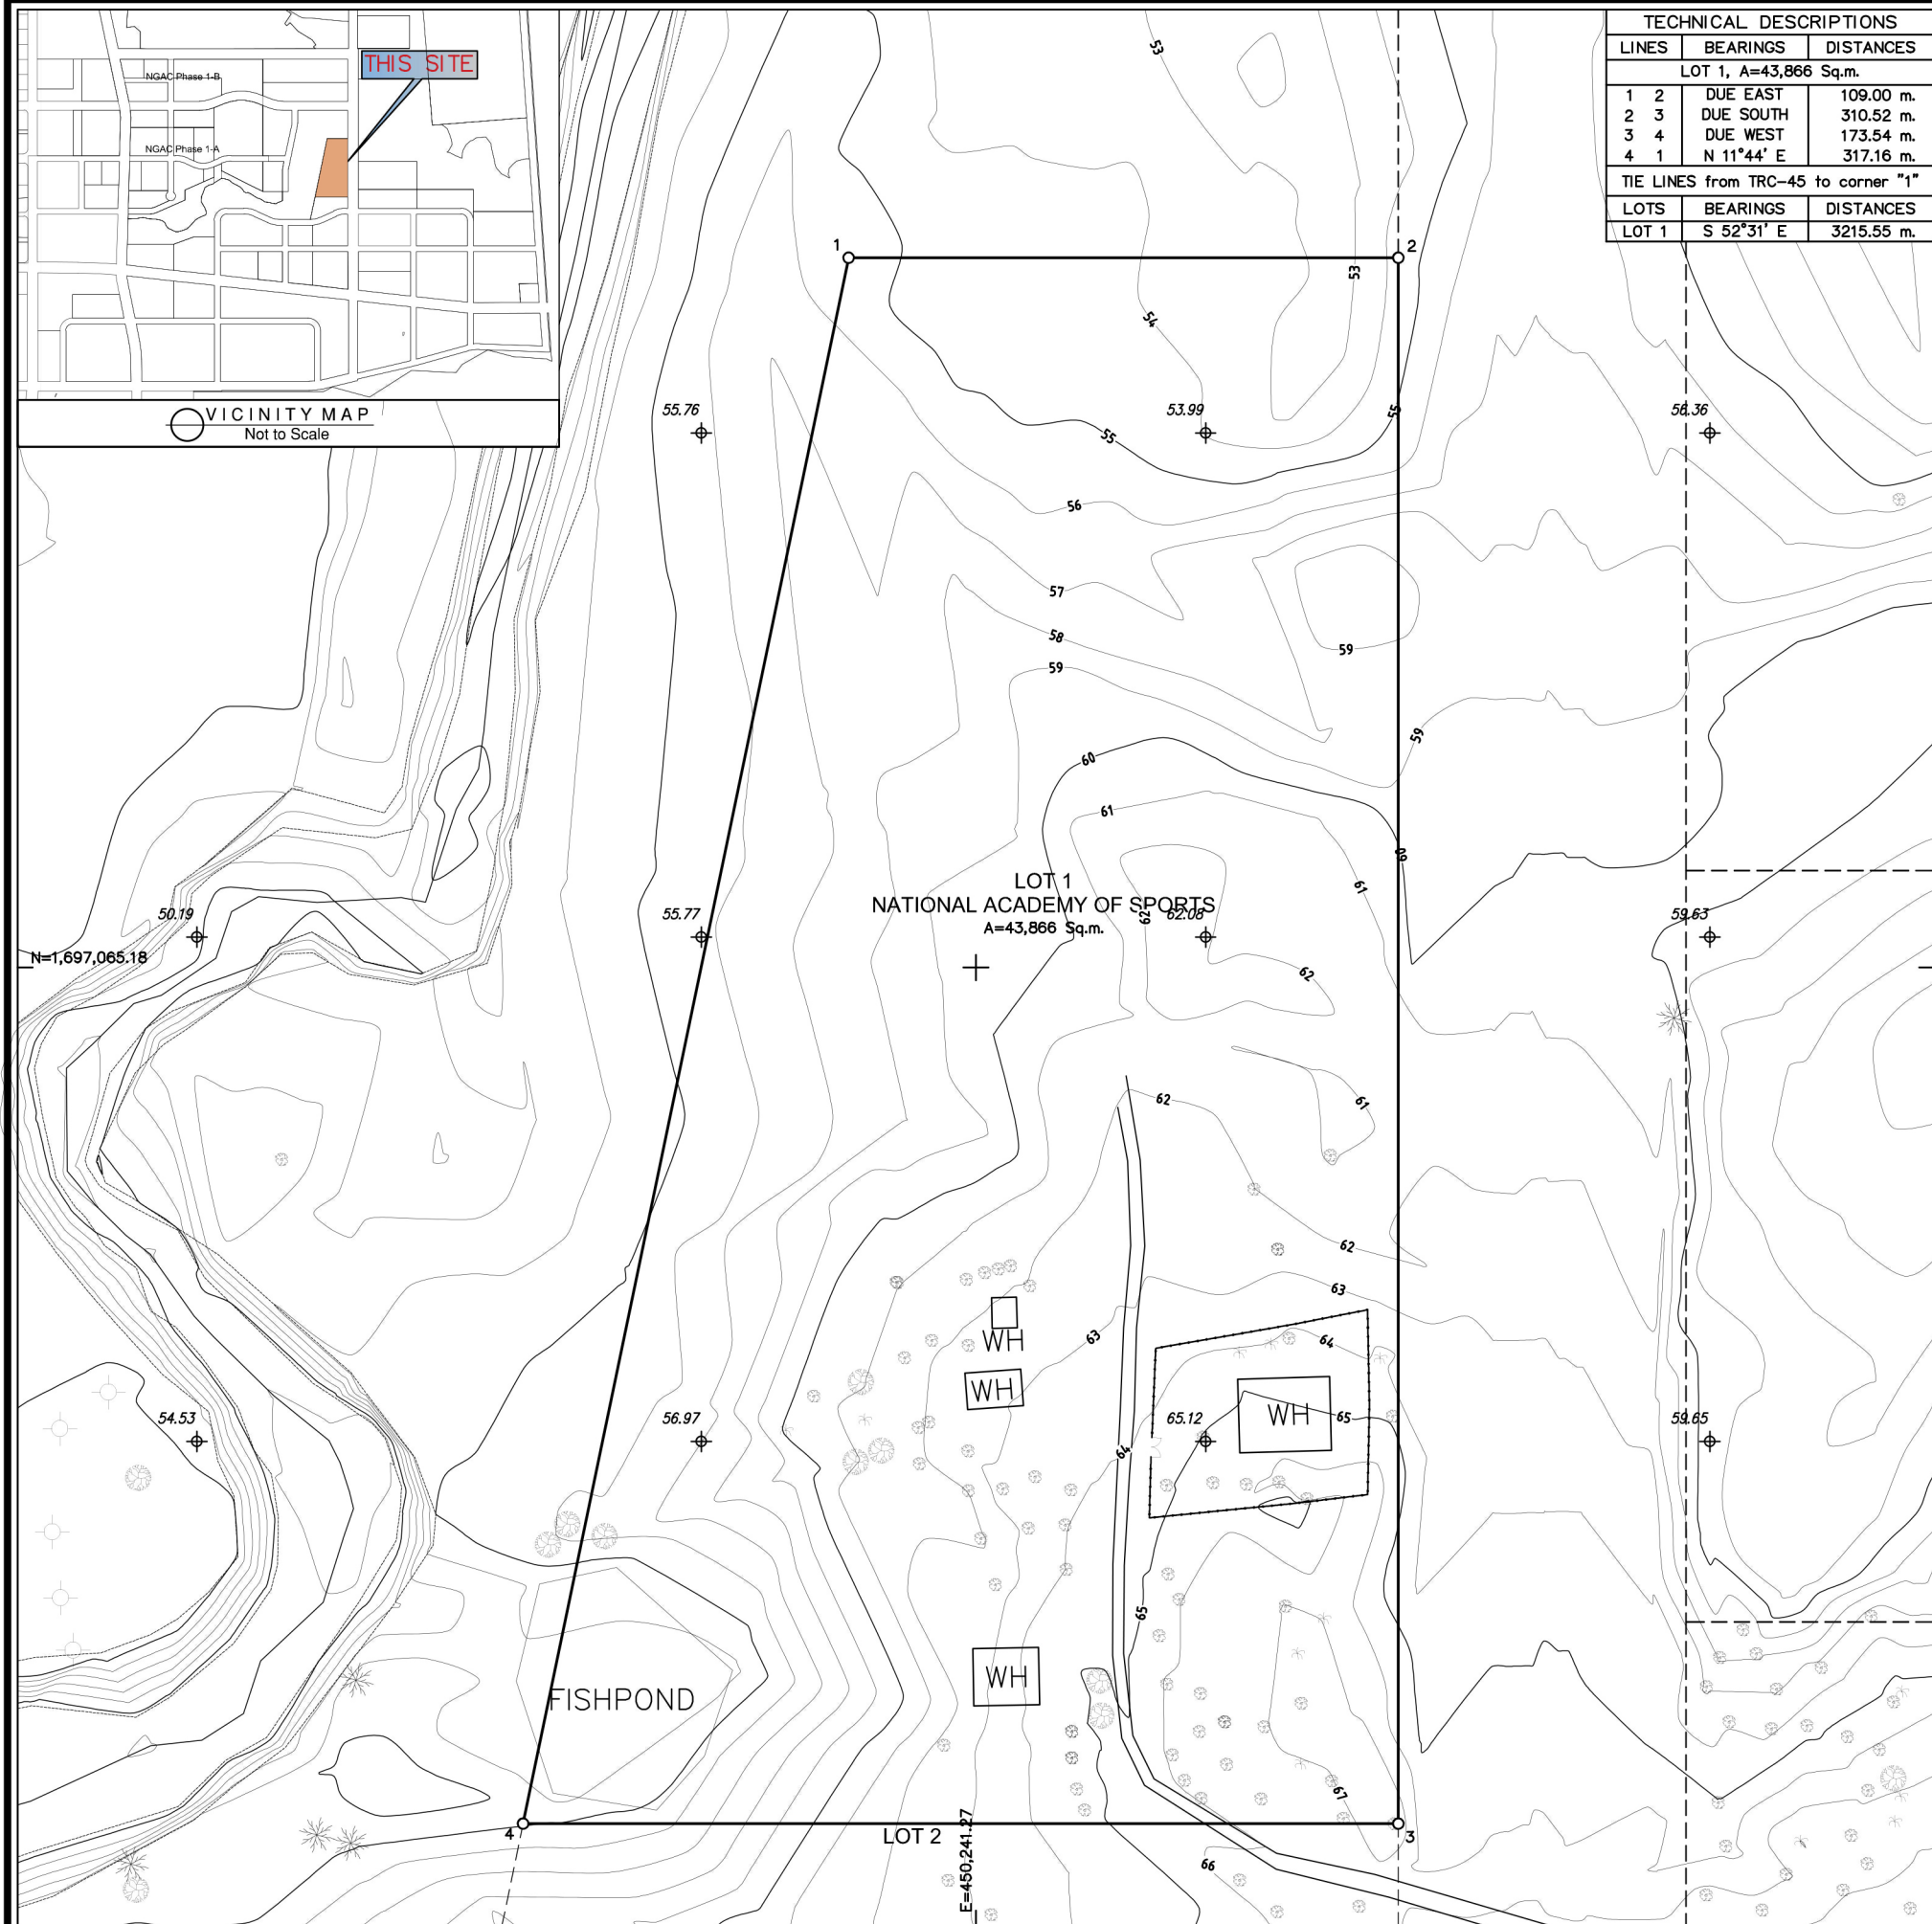 THIS SITE
NGAC Phase 1-B
NGAC Phase 1-A
VICINITY MAP
Not to Scale
TECHNICAL DESCRIPTIONS
LINES BEARINGS DISTANCES
LOT 1, A=43,866 Sq.m.
1 2 DUE EAST 109.00 m.
2 3 DUE SOUTH 310.52 m.
3 4 DUE WEST 173.54 m.
4 1 N 11°44' E 317.16 m.
TIE LINES from TRC-45 to corner "1"
LOTS BEARINGS DISTANCES
LOT 1 S 52°31' E 3215.55 m.
53
1
2
53
54
55.76
53.99
55
56.36
55
56
57
58
59
59
59
60
61
60
61
LOT 1
NATIONAL ACADEMY OF SPORTS
A=43,866 Sq.m.
50.19
55.77
62
62.08
59.63
N=1,697,065.18
62
62
61
62
63
63
64
WH
WH
WH
54.53
56.97
65.12
65
59.65
64
65
WH
FISHPOND
67
4
LOT 2
3
E=450,241.27
66